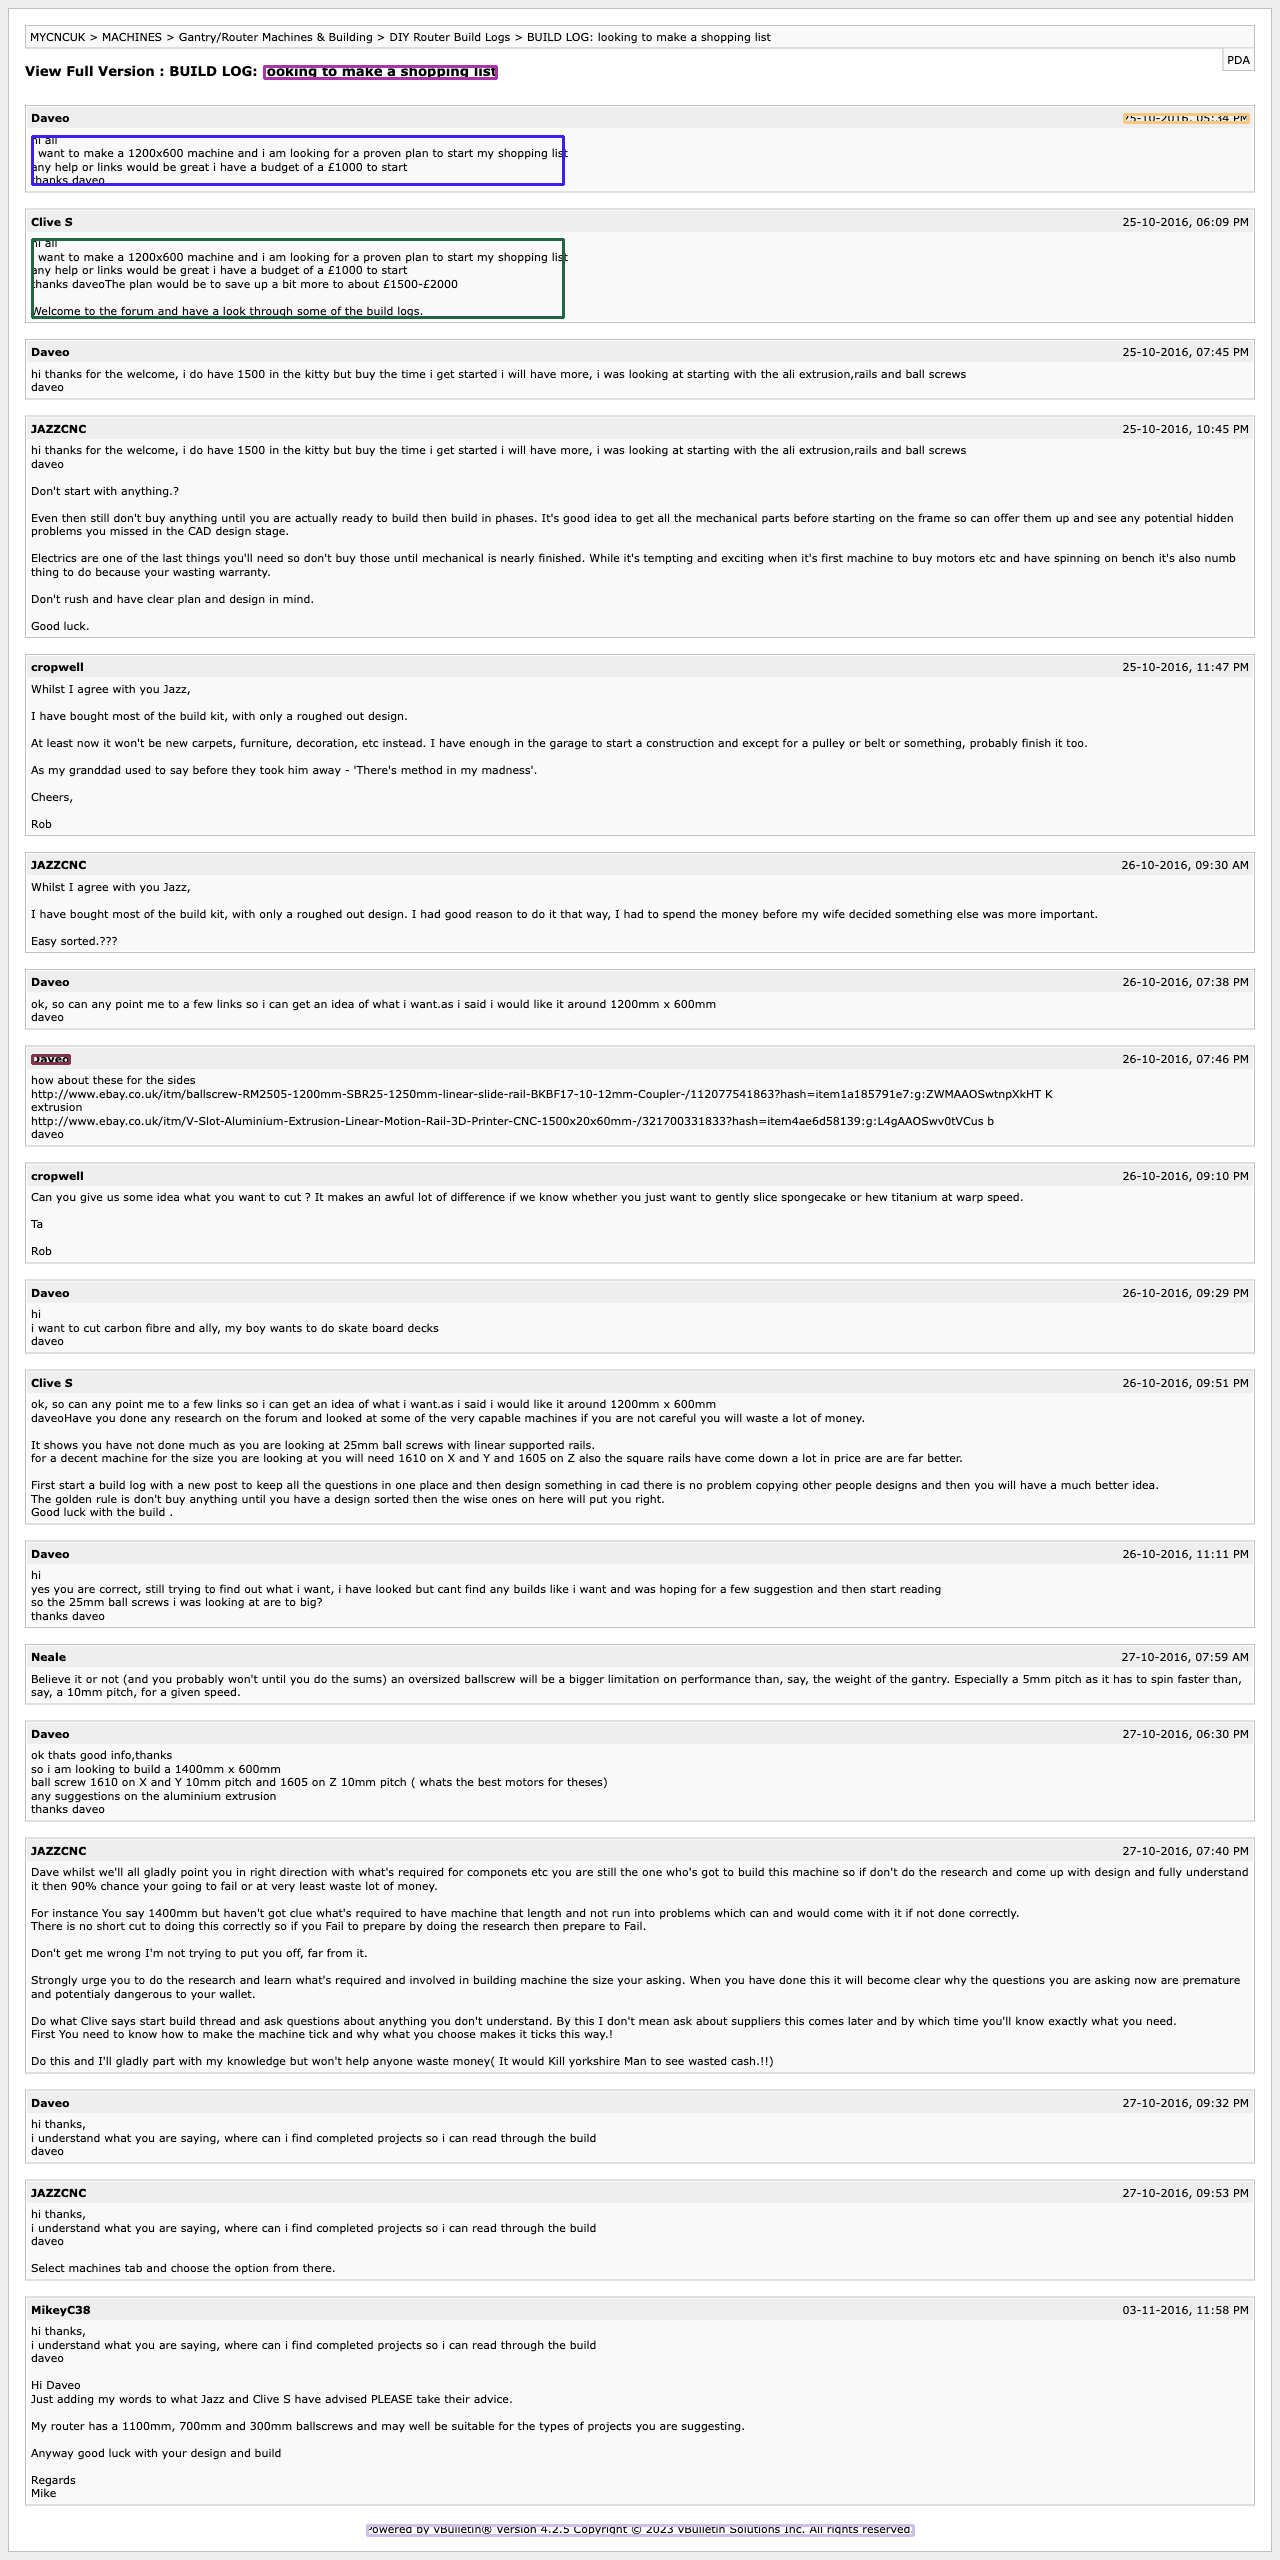 MYCNCUK > MACHINES > Gantry/Router Machines & Building > DIY Router Build Logs > BUILD LOG: looking to make a shopping list
PDA
View Full Version : BUILD LOG: looking to make a shopping list
Daveo 25-10-2016, 05:34 PM
hi all
i want to make a 1200x600 machine and i am looking for a proven plan to start my shopping list
any help or links would be great i have a budget of a £1000 to start
thanks daveo
Clive S 25-10-2016, 06:09 PM
hi all
i want to make a 1200x600 machine and i am looking for a proven plan to start my shopping list
any help or links would be great i have a budget of a £1000 to start
thanks daveoThe plan would be to save up a bit more to about £1500-£2000
Welcome to the forum and have a look through some of the build logs.
Daveo 25-10-2016, 07:45 PM
hi thanks for the welcome, i do have 1500 in the kitty but buy the time i get started i will have more, i was looking at starting with the ali extrusion,rails and ball screws
daveo
JAZZCNC 25-10-2016, 10:45 PM
hi thanks for the welcome, i do have 1500 in the kitty but buy the time i get started i will have more, i was looking at starting with the ali extrusion,rails and ball screws
daveo
Don't start with anything.?
Even then still don't buy anything until you are actually ready to build then build in phases. It's good idea to get all the mechanical parts before starting on the frame so can offer them up and see any potential hidden
problems you missed in the CAD design stage.
Electrics are one of the last things you'll need so don't buy those until mechanical is nearly finished. While it's tempting and exciting when it's first machine to buy motors etc and have spinning on bench it's also numb
thing to do because your wasting warranty.
Don't rush and have clear plan and design in mind.
Good luck.
cropwell 25-10-2016, 11:47 PM
Whilst I agree with you Jazz,
I have bought most of the build kit, with only a roughed out design.
At least now it won't be new carpets, furniture, decoration, etc instead. I have enough in the garage to start a construction and except for a pulley or belt or something, probably finish it too.
As my granddad used to say before they took him away - 'There's method in my madness'.
Cheers,
Rob
JAZZCNC 26-10-2016, 09:30 AM
Whilst I agree with you Jazz,
I have bought most of the build kit, with only a roughed out design. I had good reason to do it that way, I had to spend the money before my wife decided something else was more important.
Easy sorted.???
Daveo 26-10-2016, 07:38 PM
ok, so can any point me to a few links so i can get an idea of what i want.as i said i would like it around 1200mm x 600mm
daveo
Daveo 26-10-2016, 07:46 PM
how about these for the sides
http://www.ebay.co.uk/itm/ballscrew-RM2505-1200mm-SBR25-1250mm-linear-slide-rail-BKBF17-10-12mm-Coupler-/112077541863?hash=item1a185791e7:g:ZWMAAOSwtnpXkHT K
extrusion
http://www.ebay.co.uk/itm/V-Slot-Aluminium-Extrusion-Linear-Motion-Rail-3D-Printer-CNC-1500x20x60mm-/321700331833?hash=item4ae6d58139:g:L4gAAOSwv0tVCus b
daveo
cropwell 26-10-2016, 09:10 PM
Can you give us some idea what you want to cut ? It makes an awful lot of difference if we know whether you just want to gently slice spongecake or hew titanium at warp speed.
Ta
Rob
Daveo 26-10-2016, 09:29 PM
hi
i want to cut carbon fibre and ally, my boy wants to do skate board decks
daveo
Clive S 26-10-2016, 09:51 PM
ok, so can any point me to a few links so i can get an idea of what i want.as i said i would like it around 1200mm x 600mm
daveoHave you done any research on the forum and looked at some of the very capable machines if you are not careful you will waste a lot of money.
It shows you have not done much as you are looking at 25mm ball screws with linear supported rails.
for a decent machine for the size you are looking at you will need 1610 on X and Y and 1605 on Z also the square rails have come down a lot in price are are far better.
First start a build log with a new post to keep all the questions in one place and then design something in cad there is no problem copying other people designs and then you will have a much better idea.
The golden rule is don't buy anything until you have a design sorted then the wise ones on here will put you right.
Good luck with the build .
Daveo 26-10-2016, 11:11 PM
hi
yes you are correct, still trying to find out what i want, i have looked but cant find any builds like i want and was hoping for a few suggestion and then start reading
so the 25mm ball screws i was looking at are to big?
thanks daveo
Neale 27-10-2016, 07:59 AM
Believe it or not (and you probably won't until you do the sums) an oversized ballscrew will be a bigger limitation on performance than, say, the weight of the gantry. Especially a 5mm pitch as it has to spin faster than,
say, a 10mm pitch, for a given speed.
Daveo 27-10-2016, 06:30 PM
ok thats good info,thanks
so i am looking to build a 1400mm x 600mm
ball screw 1610 on X and Y 10mm pitch and 1605 on Z 10mm pitch ( whats the best motors for theses)
any suggestions on the aluminium extrusion
thanks daveo
JAZZCNC 27-10-2016, 07:40 PM
Dave whilst we'll all gladly point you in right direction with what's required for componets etc you are still the one who's got to build this machine so if don't do the research and come up with design and fully understand
it then 90% chance your going to fail or at very least waste lot of money.
For instance You say 1400mm but haven't got clue what's required to have machine that length and not run into problems which can and would come with it if not done correctly.
There is no short cut to doing this correctly so if you Fail to prepare by doing the research then prepare to Fail.
Don't get me wrong I'm not trying to put you off, far from it.
Strongly urge you to do the research and learn what's required and involved in building machine the size your asking. When you have done this it will become clear why the questions you are asking now are premature
and potentialy dangerous to your wallet.
Do what Clive says start build thread and ask questions about anything you don't understand. By this I don't mean ask about suppliers this comes later and by which time you'll know exactly what you need.
First You need to know how to make the machine tick and why what you choose makes it ticks this way.!
Do this and I'll gladly part with my knowledge but won't help anyone waste money( It would Kill yorkshire Man to see wasted cash.!!)
Daveo 27-10-2016, 09:32 PM
hi thanks,
i understand what you are saying, where can i find completed projects so i can read through the build
daveo
JAZZCNC 27-10-2016, 09:53 PM
hi thanks,
i understand what you are saying, where can i find completed projects so i can read through the build
daveo
Select machines tab and choose the option from there.
MikeyC38 03-11-2016, 11:58 PM
hi thanks,
i understand what you are saying, where can i find completed projects so i can read through the build
daveo
Hi Daveo
Just adding my words to what Jazz and Clive S have advised PLEASE take their advice.
My router has a 1100mm, 700mm and 300mm ballscrews and may well be suitable for the types of projects you are suggesting.
Anyway good luck with your design and build
Regards
Mike
Powered by vBulletin® Version 4.2.5 Copyright © 2023 vBulletin Solutions Inc. All rights reserved.